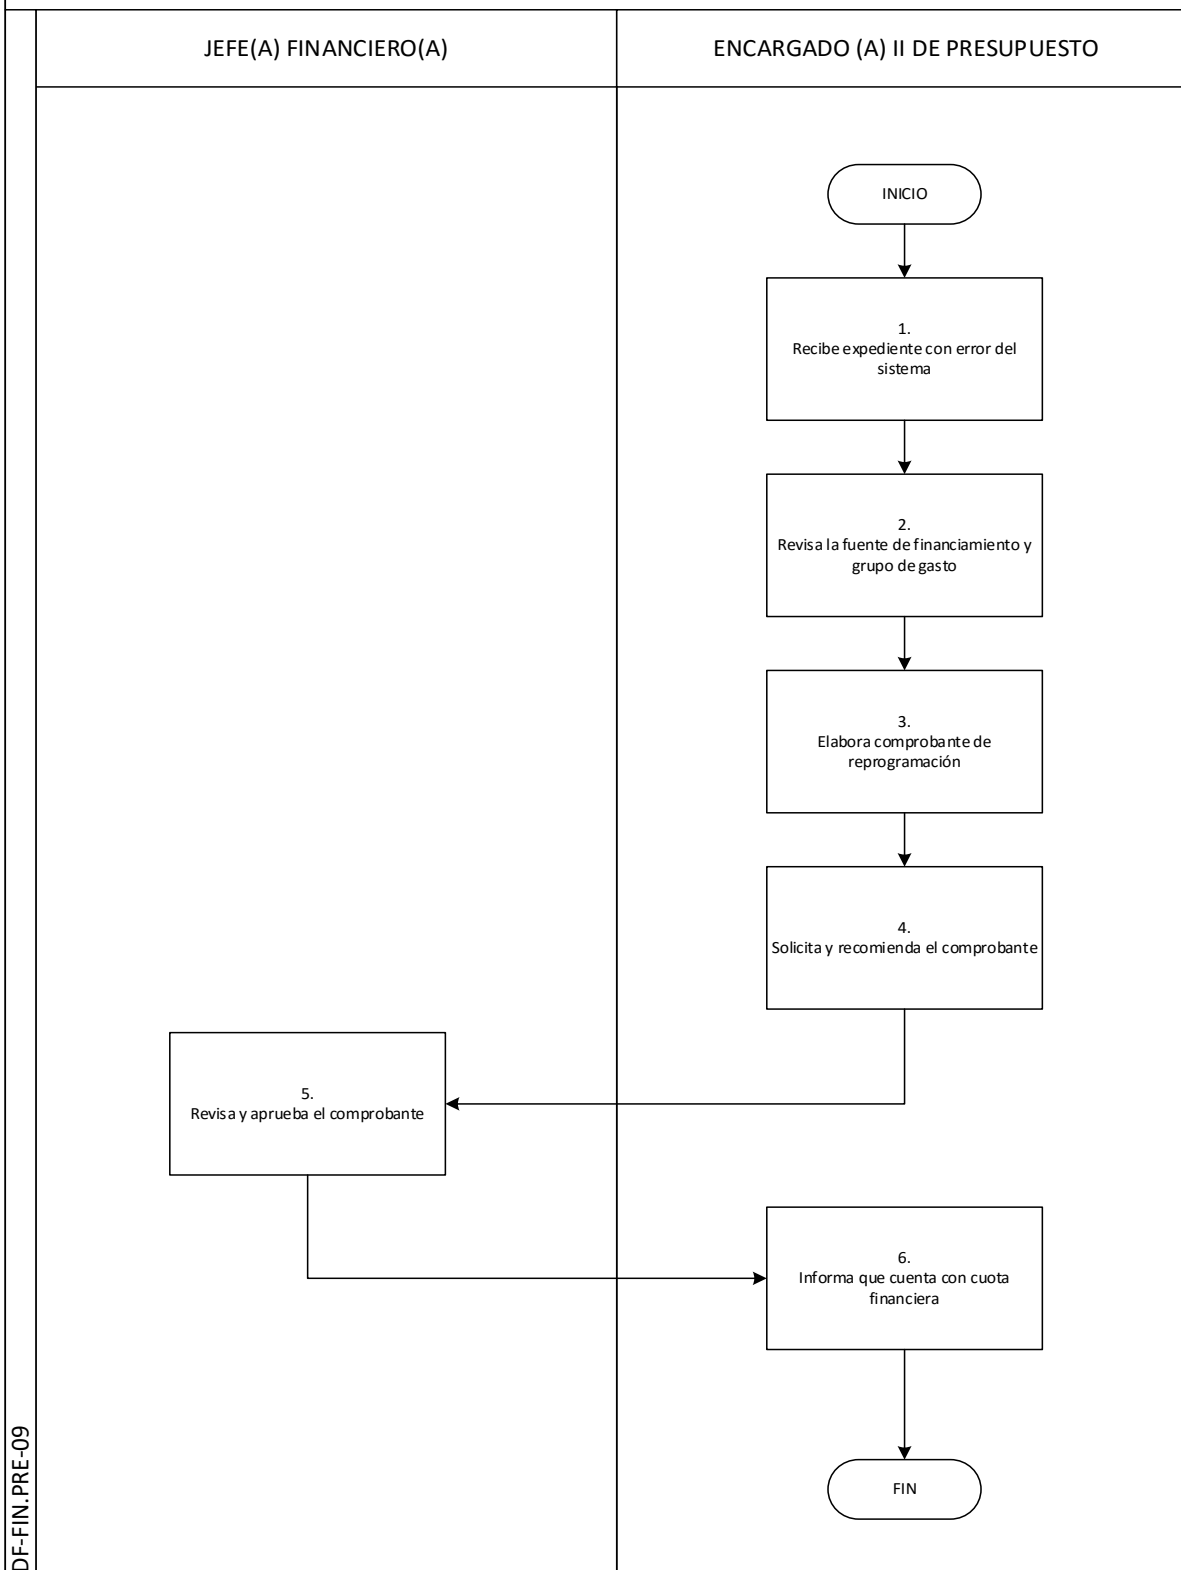 JEFE(A) FINANCIERO(A)
ENCARGADO (A) II DE PRESUPUESTO
INICIO
1.
Recibe expediente con error del
sistema
2.
Revisa la fuente de financiamiento y
grupo de gasto
3.
Elabora comprobante de
reprogramación
4.
Solicita y recomienda el comprobante
5.
Revisa y aprueba el comprobante
6.
Informa que cuenta con cuota
financiera
FIN
DF-FIN.PRE-09